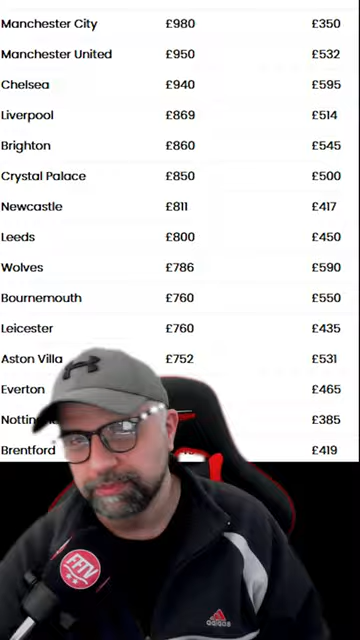 Manchester City £980 £350
Manchester United £950 £532
Chelsea £940 £595
Liverpool £869 £514
Brighton £860 £545
Crystal Palace £850 £500
Newcastle £811 £417
Leeds £800 £450
Wolves £786 £590
Bournemouth £760 £550
Leicester £760 £435
Aston Villa £752 £531
Everton £465
£385
Brentford £419
FFTV
adidas